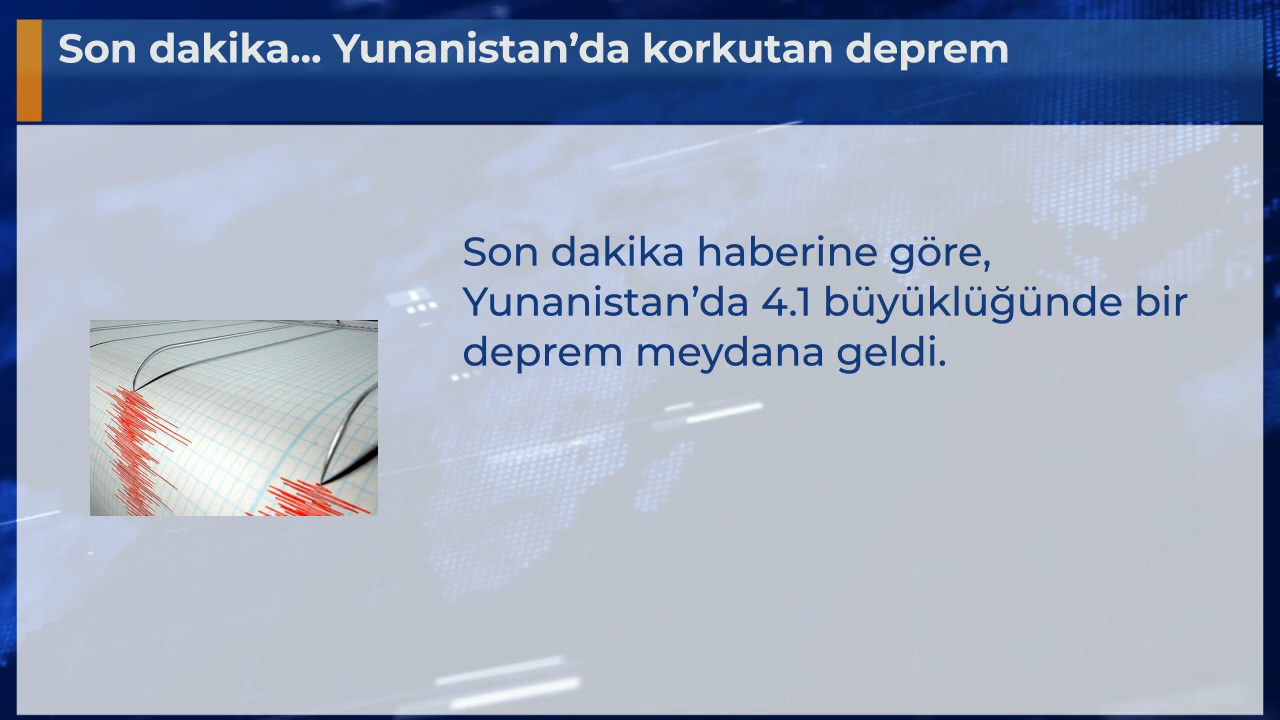 Son dakika... Yunanistan’da korkutan deprem
Son dakika haberine göre,
Yunanistan’da 4.1 büyüklüğünde bir
deprem meydana geldi.